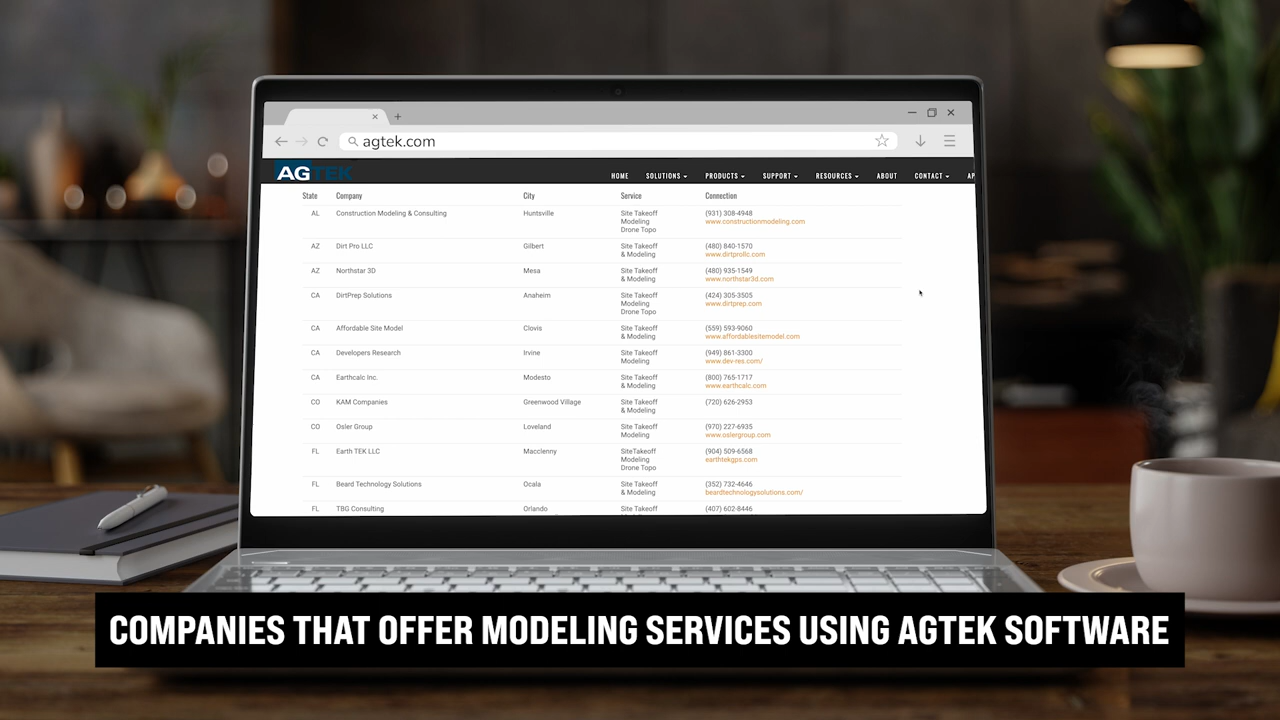 agtek.com
AGTEK
HOME SOLUTIONS PRODUCTS SUPPORT RESOURCES ABOUT CONTACT AP
State Company City Service Connection
AL Construction Modeling & Consulting Huntsville Site Takeoff (931) 308-4948
Modeling www.constructionmodeling.com
Drone Topo
AZ Dirt Pro LLC Gilbert Site Takeoff (480) 840-1570
& Modeling www.dirtprollc.com
AZ Northstar 3D Mesa Site Takeoff (480) 935-1549
& Modeling www.northstar3d.com
CA DirtPrep Solutions Anaheim Site Takeoff (424) 305-3505
Modeling www.dirtprep.com
Drone Topo
CA Affordable Site Model Clovis Site Takeoff (559) 593-9060
& Modeling www.affordablesitemodel.com
CA Developers Research Irvine Site Takeoff (949) 861-3300
Modeling www.dev-res.com/
CA Earthcalc Inc. Modesto Site Takeoff (800) 765-1717
& Modeling www.earthcalc.com
CO KAM Companies Greenwood Village Site Takeoff (720) 626-2953
& Modeling
CO Osler Group Loveland Site Takeoff (970) 227-6935
Modeling www.oslergroup.com
FL Earth TEK LLC Macclenny SiteTakeoff (904) 509-6568
Modeling earthtekgps.com
Drone Topo
FL Beard Technology Solutions Ocala Site Takeoff (352) 732-4646
& Modeling beardtechnologysolutions.com/
FL TBG Consulting Orlando Site Takeoff (407) 602-8446
COMPANIES THAT OFFER MODELING SERVICES USING AGTEK SOFTWARE